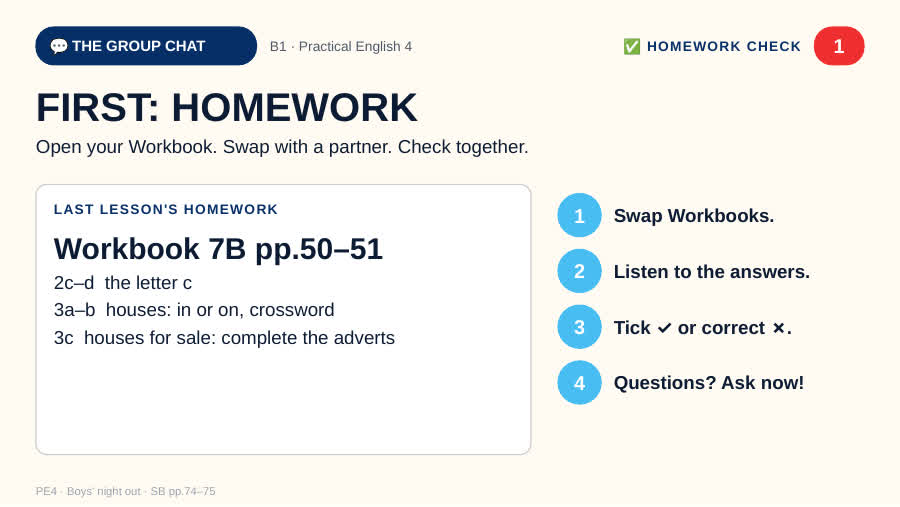 💬 THE GROUP CHAT
B1 · Practical English 4
✅ HOMEWORK CHECK
1
FIRST: HOMEWORK
Open your Workbook. Swap with a partner. Check together.
LAST LESSON'S HOMEWORK
Workbook 7B pp.50–51
2c–d the letter c
3a–b houses: in or on, crossword
3c houses for sale: complete the adverts
1 Swap Workbooks.
2 Listen to the answers.
3 Tick ✓ or correct ✗.
4 Questions? Ask now!
PE4 · Boys' night out · SB pp.74–75